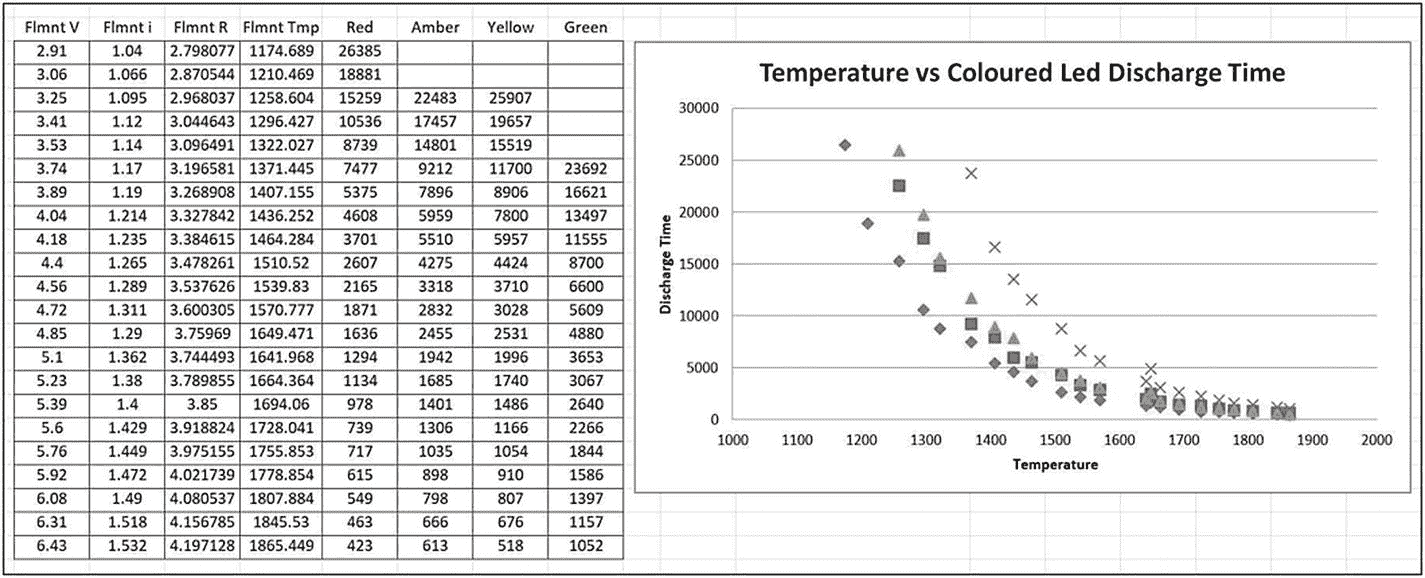 Flmnt V Flmnt i Flmnt R Flmnt Tmp Red Amber Yellow Green
2.91 1.04 2.798077 1174.689 26385
3.06 1.066 2.870544 1210.469 18881
3.25 1.095 2.968037 1258.604 15259 22483 25907
3.41 1.12 3.044643 1296.427 10536 17457 19657
3.53 1.14 3.096491 1322.027 8739 14801 15519
3.74 1.17 3.196581 1371.445 7477 9212 11700 23692
3.89 1.19 3.268908 1407.155 5375 7896 8906 16621
4.04 1.214 3.327842 1436.252 4608 5959 7800 13497
4.18 1.235 3.384615 1464.284 3701 5510 5957 11555
4.4 1.265 3.478261 1510.52 2607 4275 4424 8700
4.56 1.289 3.537626 1539.83 2165 3318 3710 6600
4.72 1.311 3.600305 1570.777 1871 2832 3028 5609
4.85 1.29 3.75969 1649.471 1636 2455 2531 4880
5.1 1.362 3.744493 1641.968 1294 1942 1996 3653
5.23 1.38 3.789855 1664.364 1134 1685 1740 3067
5.39 1.4 3.85 1694.06 978 1401 1486 2640
5.6 1.429 3.918824 1728.041 739 1306 1166 2266
5.76 1.449 3.975155 1755.853 717 1035 1054 1844
5.92 1.472 4.021739 1778.854 615 898 910 1586
6.08 1.49 4.080537 1807.884 549 798 807 1397
6.31 1.518 4.156785 1845.53 463 666 676 1157
6.43 1.532 4.197128 1865.449 423 613 518 1052
Temperature vs Coloured Led Discharge Time
30000
25000
20000
15000
10000
5000
0
Discharge Time
1000 1100 1200 1300 1400 1500 1600 1700 1800 1900 2000
Temperature